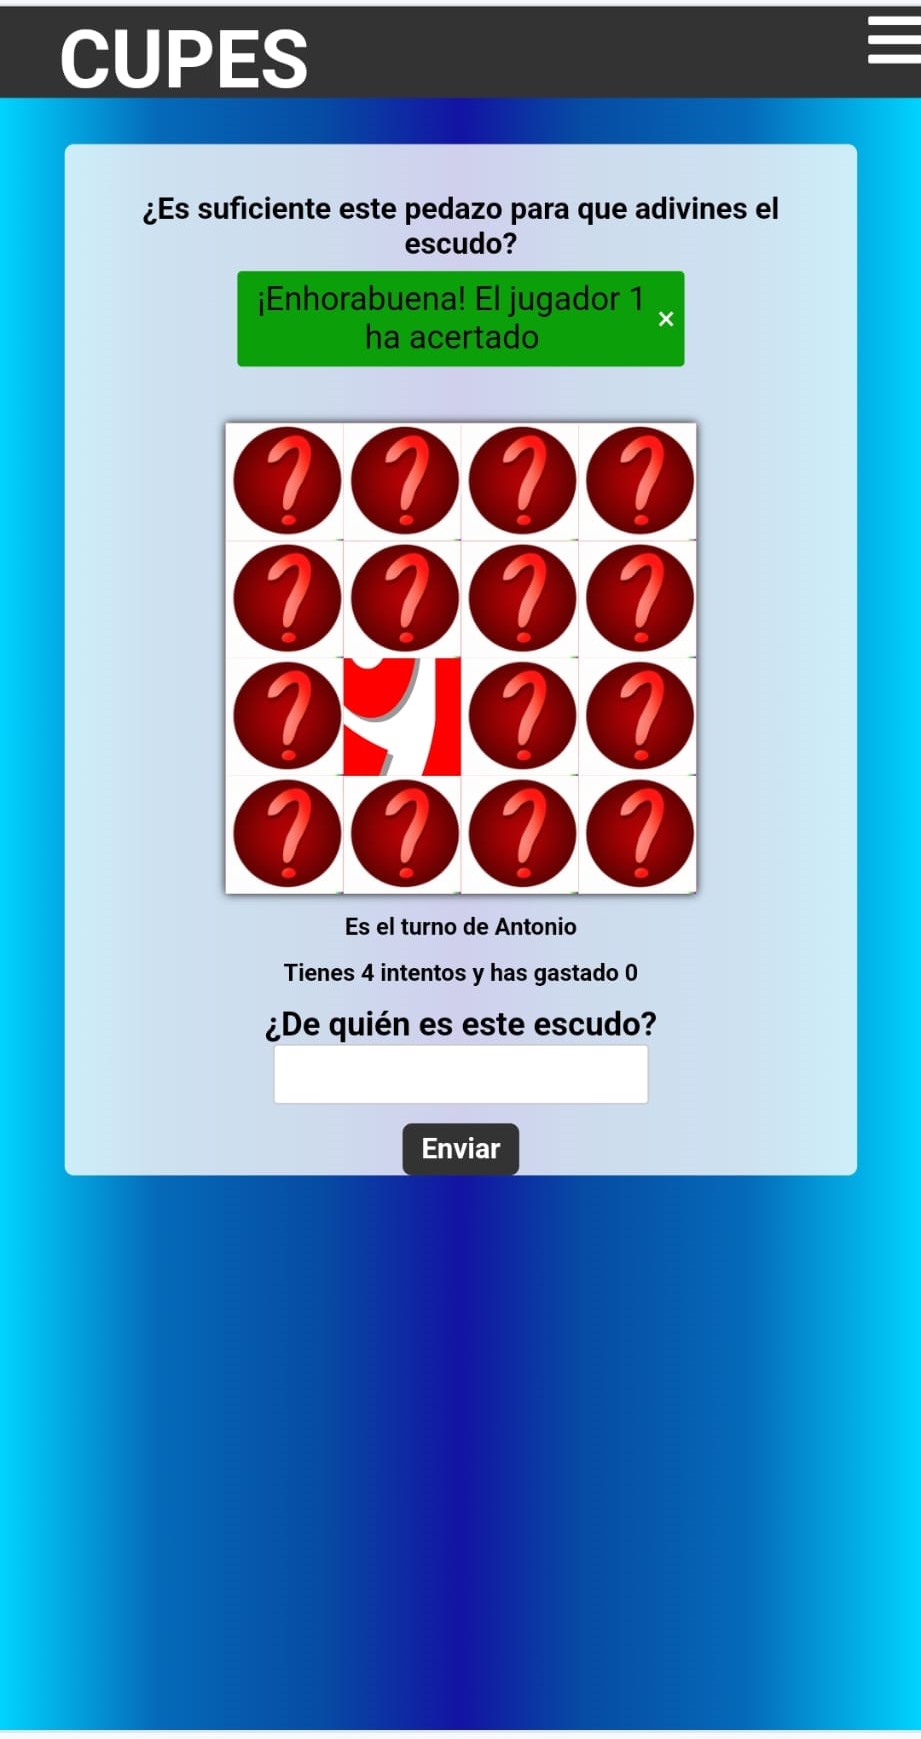 CUPES
¿Es suficiente este pedazo para que adivines el
escudo?
¡Enhorabuena! El jugador 1
ha acertado
×
? ? ? ?
? ? ? ?
? ? ?
? ? ? ?
Es el turno de Antonio
Tienes 4 intentos y has gastado 0
¿De quién es este escudo?
Enviar